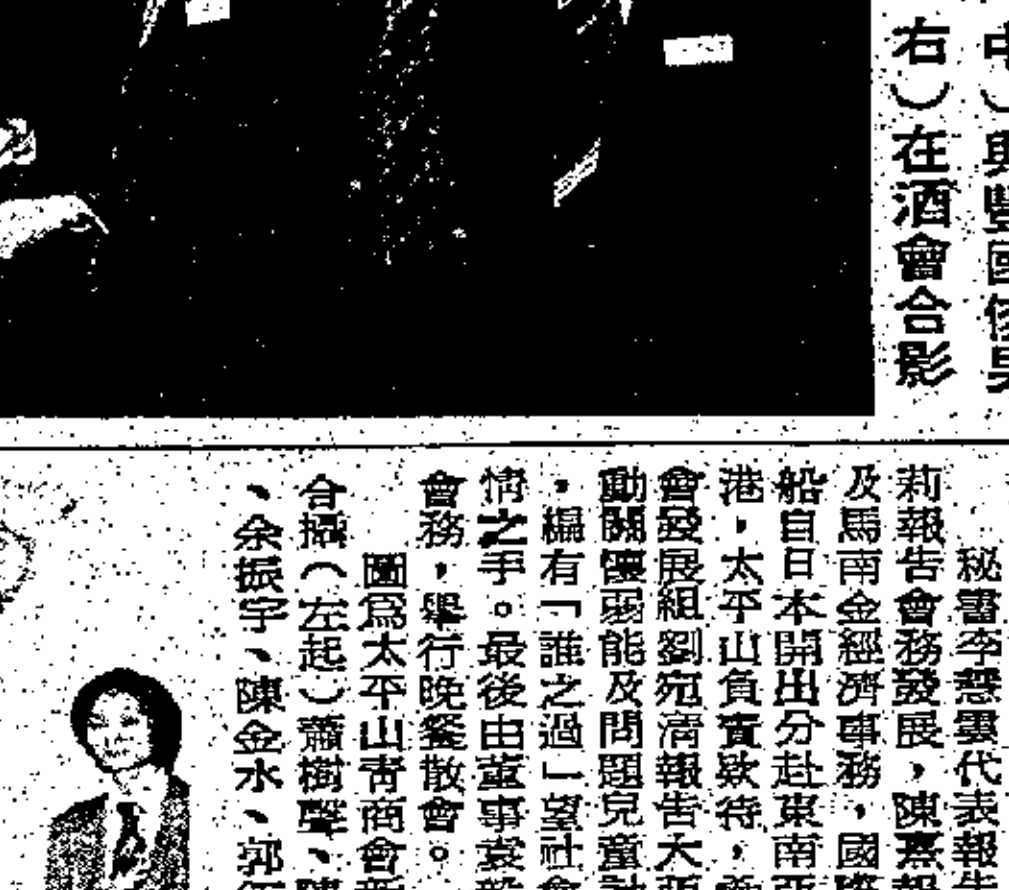 中)與豐國
右)在酒會合影
秘書李慧雲代表報告
莉報告會務發展,陳熹報
及馬南金經濟事務,國際
船自日本開出分赴東南亞
港,太平山負責欵待,
會發展組劉宛清報告大
動關懷弱能及問題兒童
,編有「誰之過」望社會
情之手。最後由董事袁
會務,舉行晚餐散會。
圖爲太平山青商會
合攝(左起)蕭樹聲、陳
、余振宇、陳金水、郭